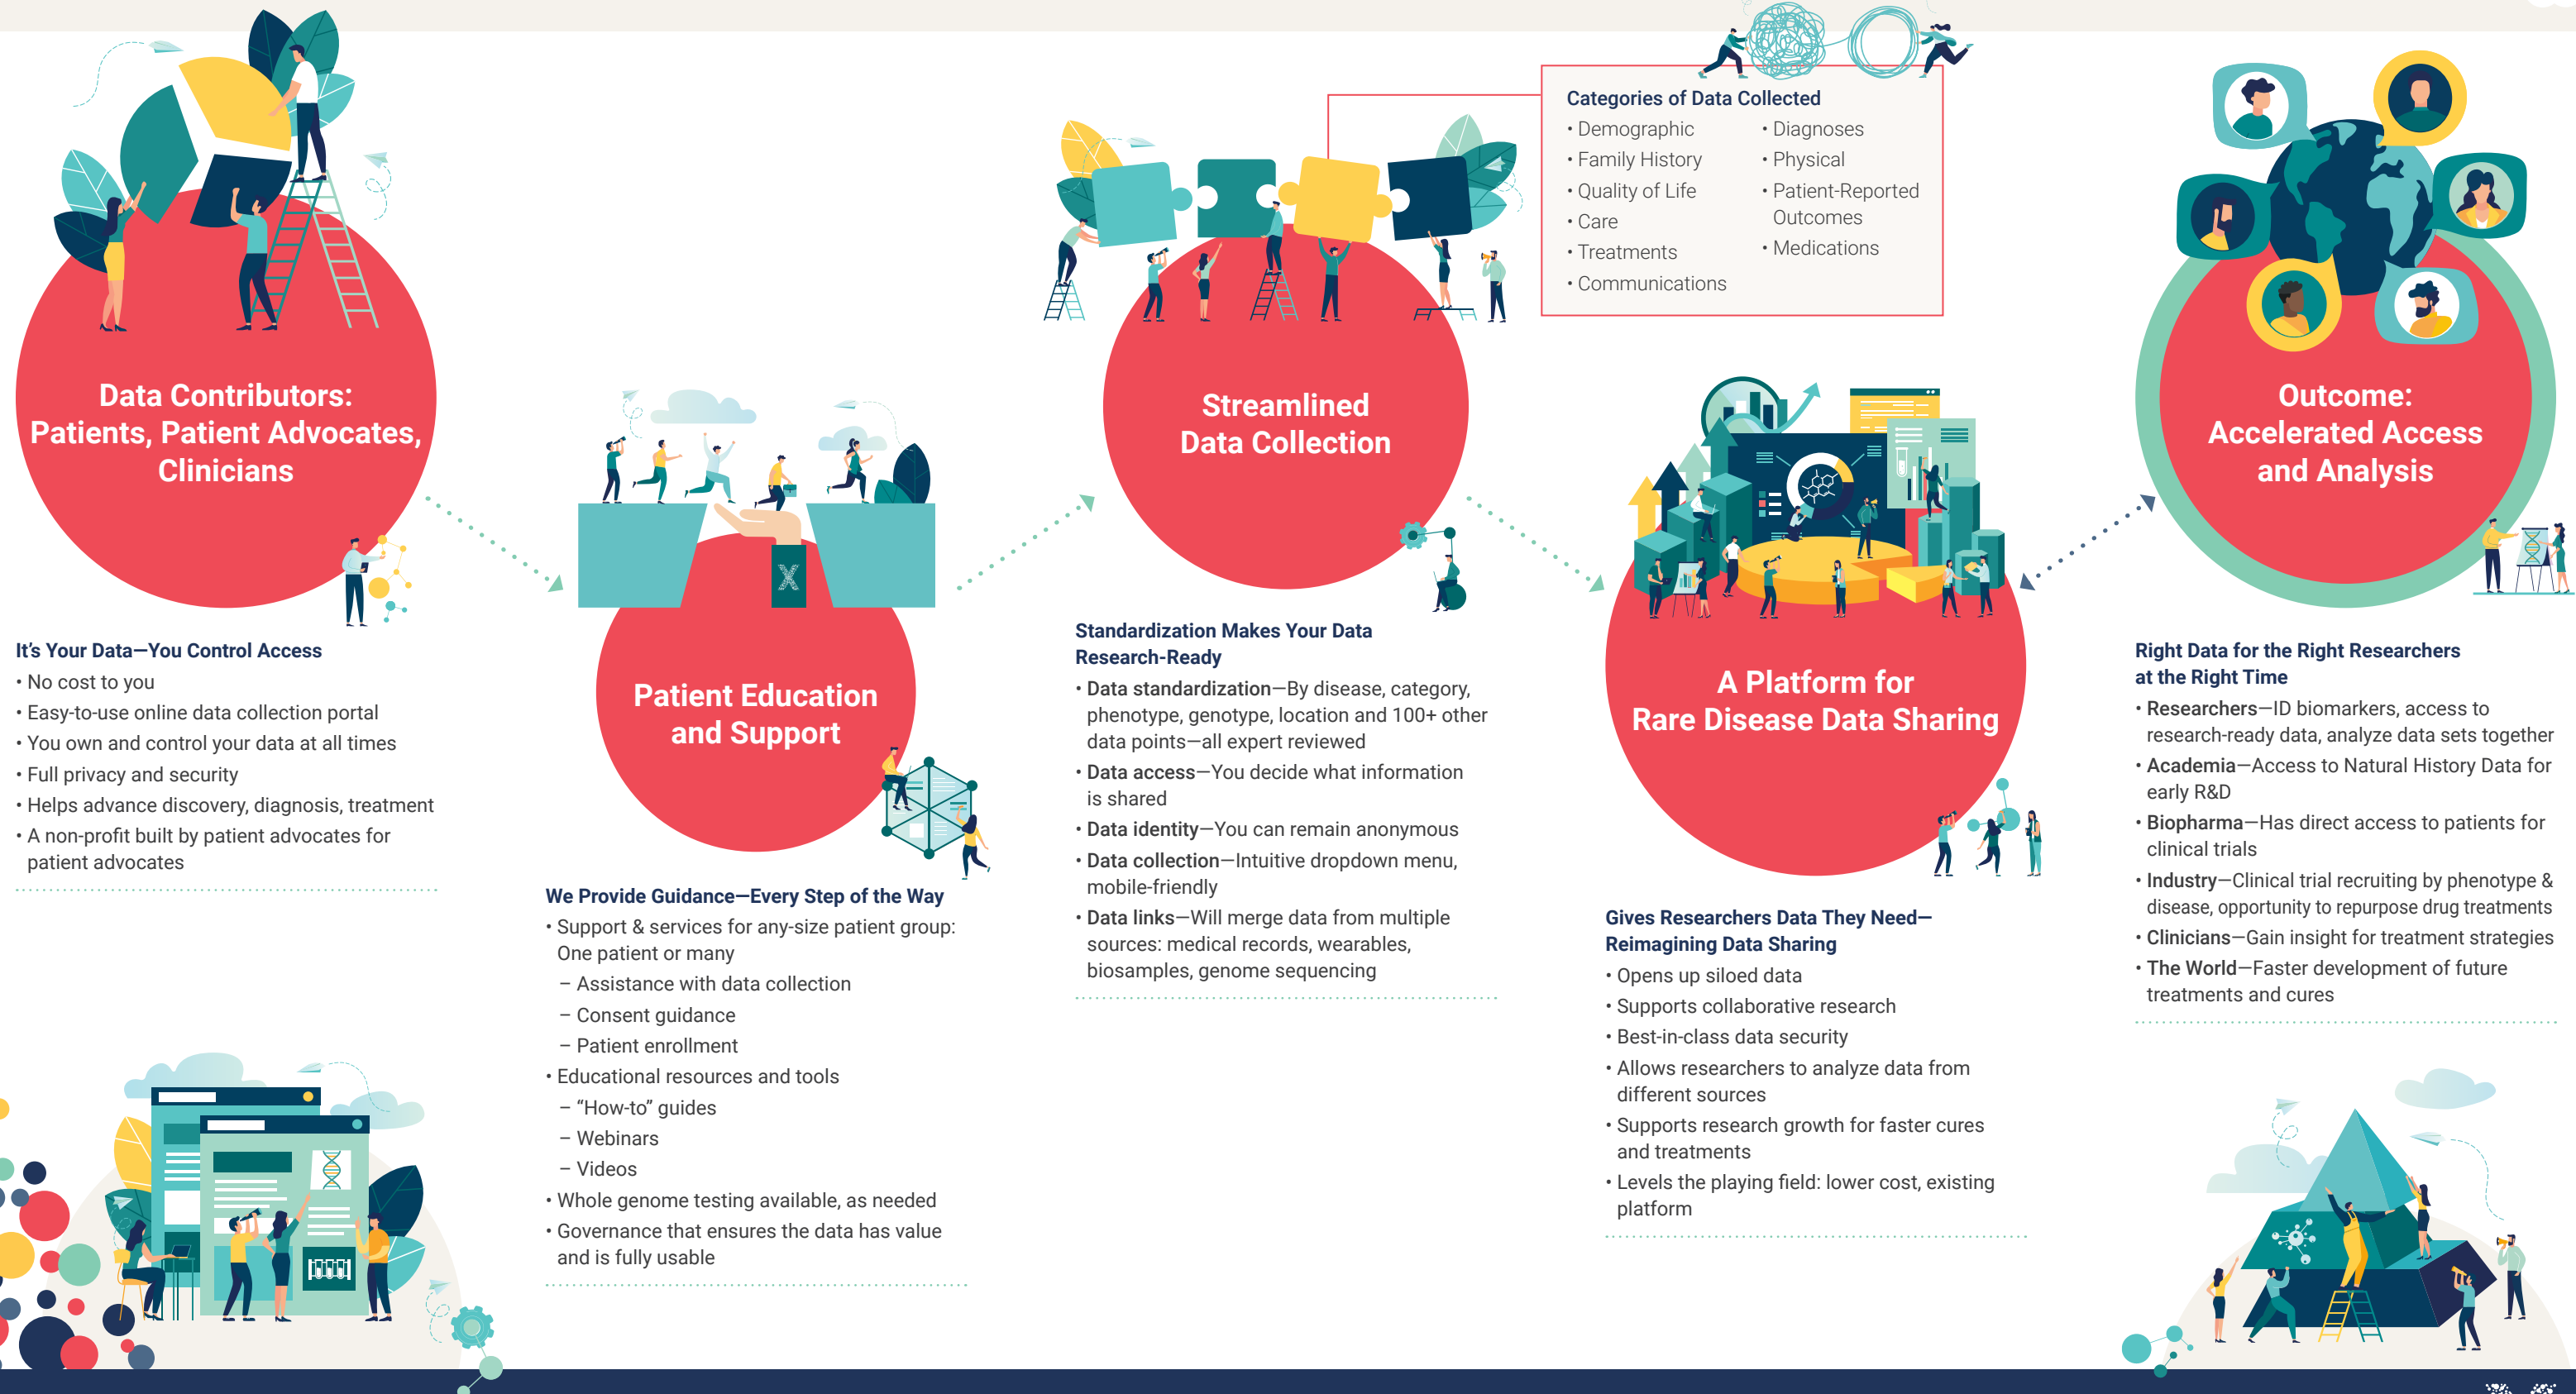 Data Contributors:
Patients, Patient Advocates,
Clinicians
It’s Your Data—You Control Access
• No cost to you
• Easy-to-use online data collection portal
• You own and control your data at all times
• Full privacy and security
• Helps advance discovery, diagnosis, treatment
• A non-profit built by patient advocates for
patient advocates
X
Patient Education
and Support
We Provide Guidance—Every Step of the Way
• Support & services for any-size patient group:
One patient or many
– Assistance with data collection
– Consent guidance
– Patient enrollment
• Educational resources and tools
– “How-to” guides
– Webinars
– Videos
• Whole genome testing available, as needed
• Governance that ensures the data has value
and is fully usable
Streamlined
Data Collection
Categories of Data Collected
• Demographic
• Family History
• Quality of Life
• Care
• Treatments
• Communications
• Diagnoses
• Physical
• Patient-Reported
Outcomes
• Medications
Standardization Makes Your Data
Research-Ready
• Data standardization—By disease, category,
phenotype, genotype, location and 100+ other
data points—all expert reviewed
• Data access—You decide what information
is shared
• Data identity—You can remain anonymous
• Data collection—Intuitive dropdown menu,
mobile-friendly
• Data links—Will merge data from multiple
sources: medical records, wearables,
biosamples, genome sequencing
A Platform for
Rare Disease Data Sharing
Gives Researchers Data They Need—
Reimagining Data Sharing
• Opens up siloed data
• Supports collaborative research
• Best-in-class data security
• Allows researchers to analyze data from
different sources
• Supports research growth for faster cures
and treatments
• Levels the playing field: lower cost, existing
platform
Outcome:
Accelerated Access
and Analysis
Right Data for the Right Researchers
at the Right Time
• Researchers—ID biomarkers, access to
research-ready data, analyze data sets together
• Academia—Access to Natural History Data for
early R&D
• Biopharma—Has direct access to patients for
clinical trials
• Industry—Clinical trial recruiting by phenotype &
disease, opportunity to repurpose drug treatments
• Clinicians—Gain insight for treatment strategies
• The World—Faster development of future
treatments and cures